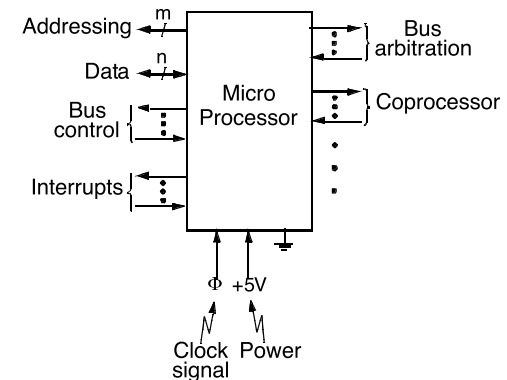 Addressing
m
Data
n
Bus
control
Interrupts
Micro
Processor
Bus
arbitration
Coprocessor
Φ
+5V
Clock
signal
Power